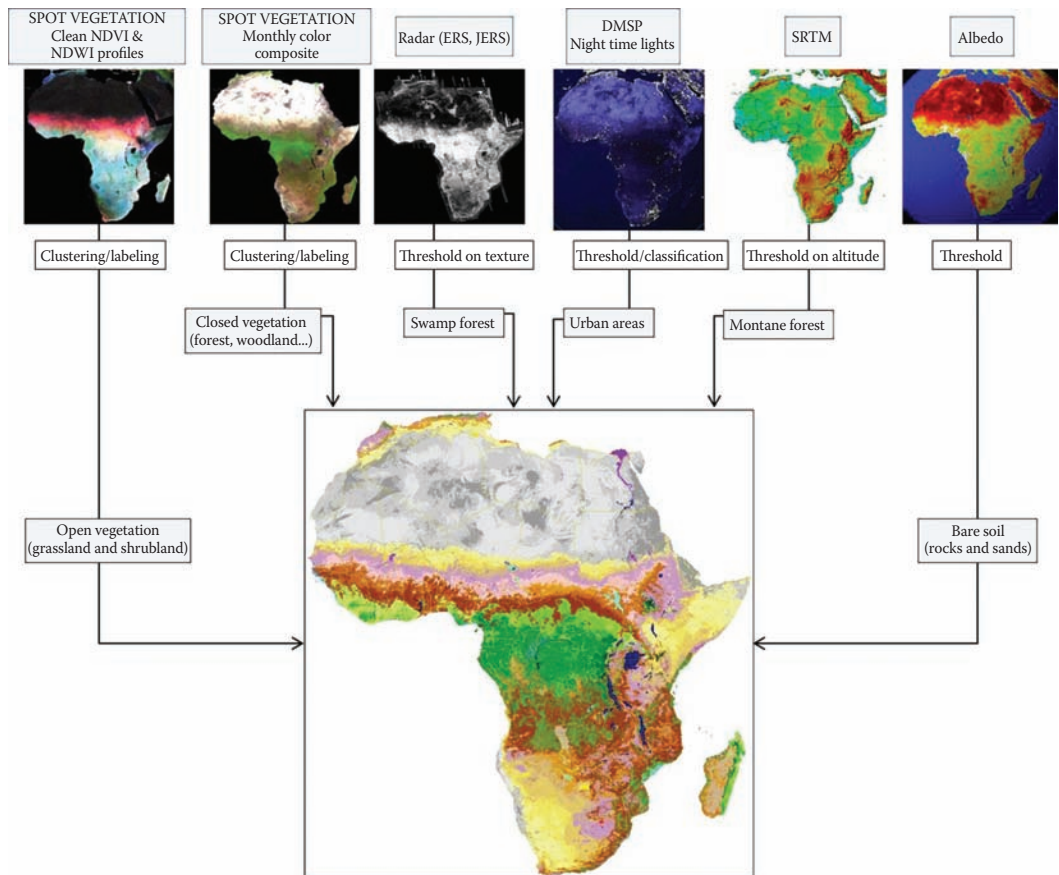 SPOT VEGETATION
Clean NDVI &
NDWI profiles
SPOT VEGETATION
Monthly color
composite
Radar (ERS, JERS)
DMSP
Night time lights
SRTM
Albedo
Clustering/labeling
Clustering/labeling
Threshold on texture
Threshold/classification
Threshold on altitude
Threshold
Closed vegetation
(forest, woodland...)
Swamp forest
Urban areas
Montane forest
Open vegetation
(grassland and shrubland)
Bare soil
(rocks and sands)